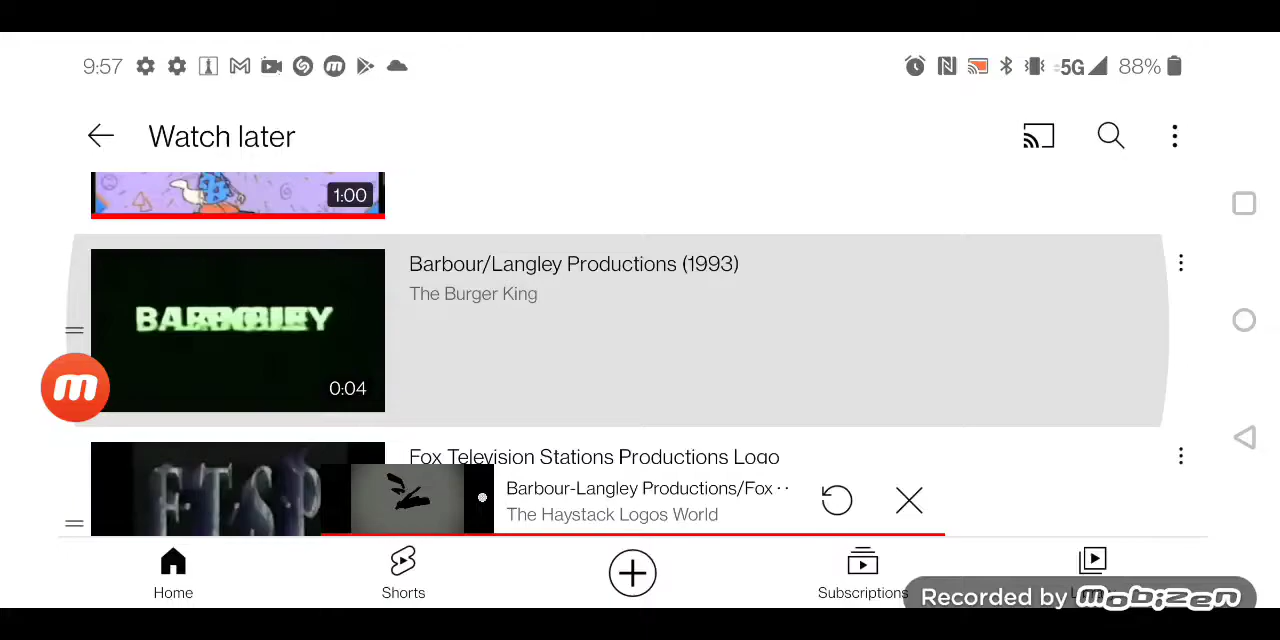 9:57
5G 88%
Watch later
1:00
Barbour/Langley Productions (1993)
The Burger King
0:04
m
Fox Television Stations Productions Logo
FTSP
Barbour-Langley Productions/Fox ··
The Haystack Logos World
Home
Shorts
Subscriptions
Recorded by mobizen